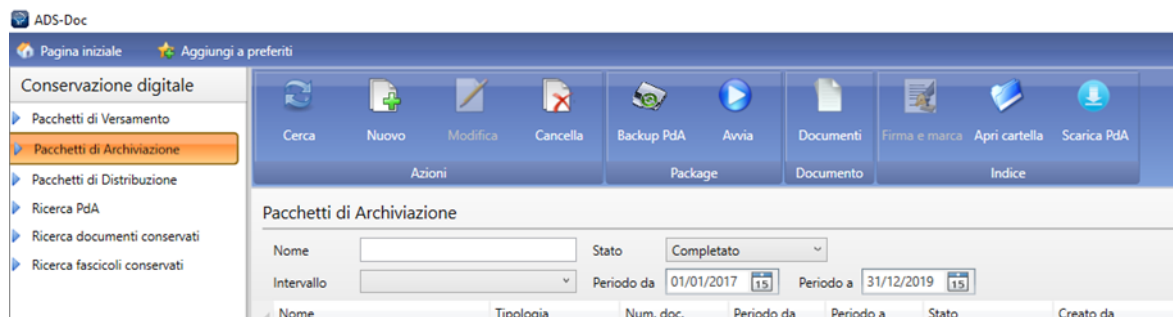 ADS-Doc
Pagina iniziale Aggiungi a preferiti
Conservazione digitale
Pacchetti di Versamento
Pacchetti di Archiviazione
Pacchetti di Distribuzione
Ricerca PdA
Ricerca documenti conservati
Ricerca fascicoli conservati
Cerca Nuovo Modifica Cancella Backup PdA Avvia Documenti Firma e marca Apri cartella Scarica PdA
Azioni Package Documento Indice
Pacchetti di Archiviazione
Nome Stato Completato
Intervallo Periodo da 01/01/2017 15 Periodo a 31/12/2019 15
Nome Tipologia Num. doc. Periodo da Periodo a Stato Creato da